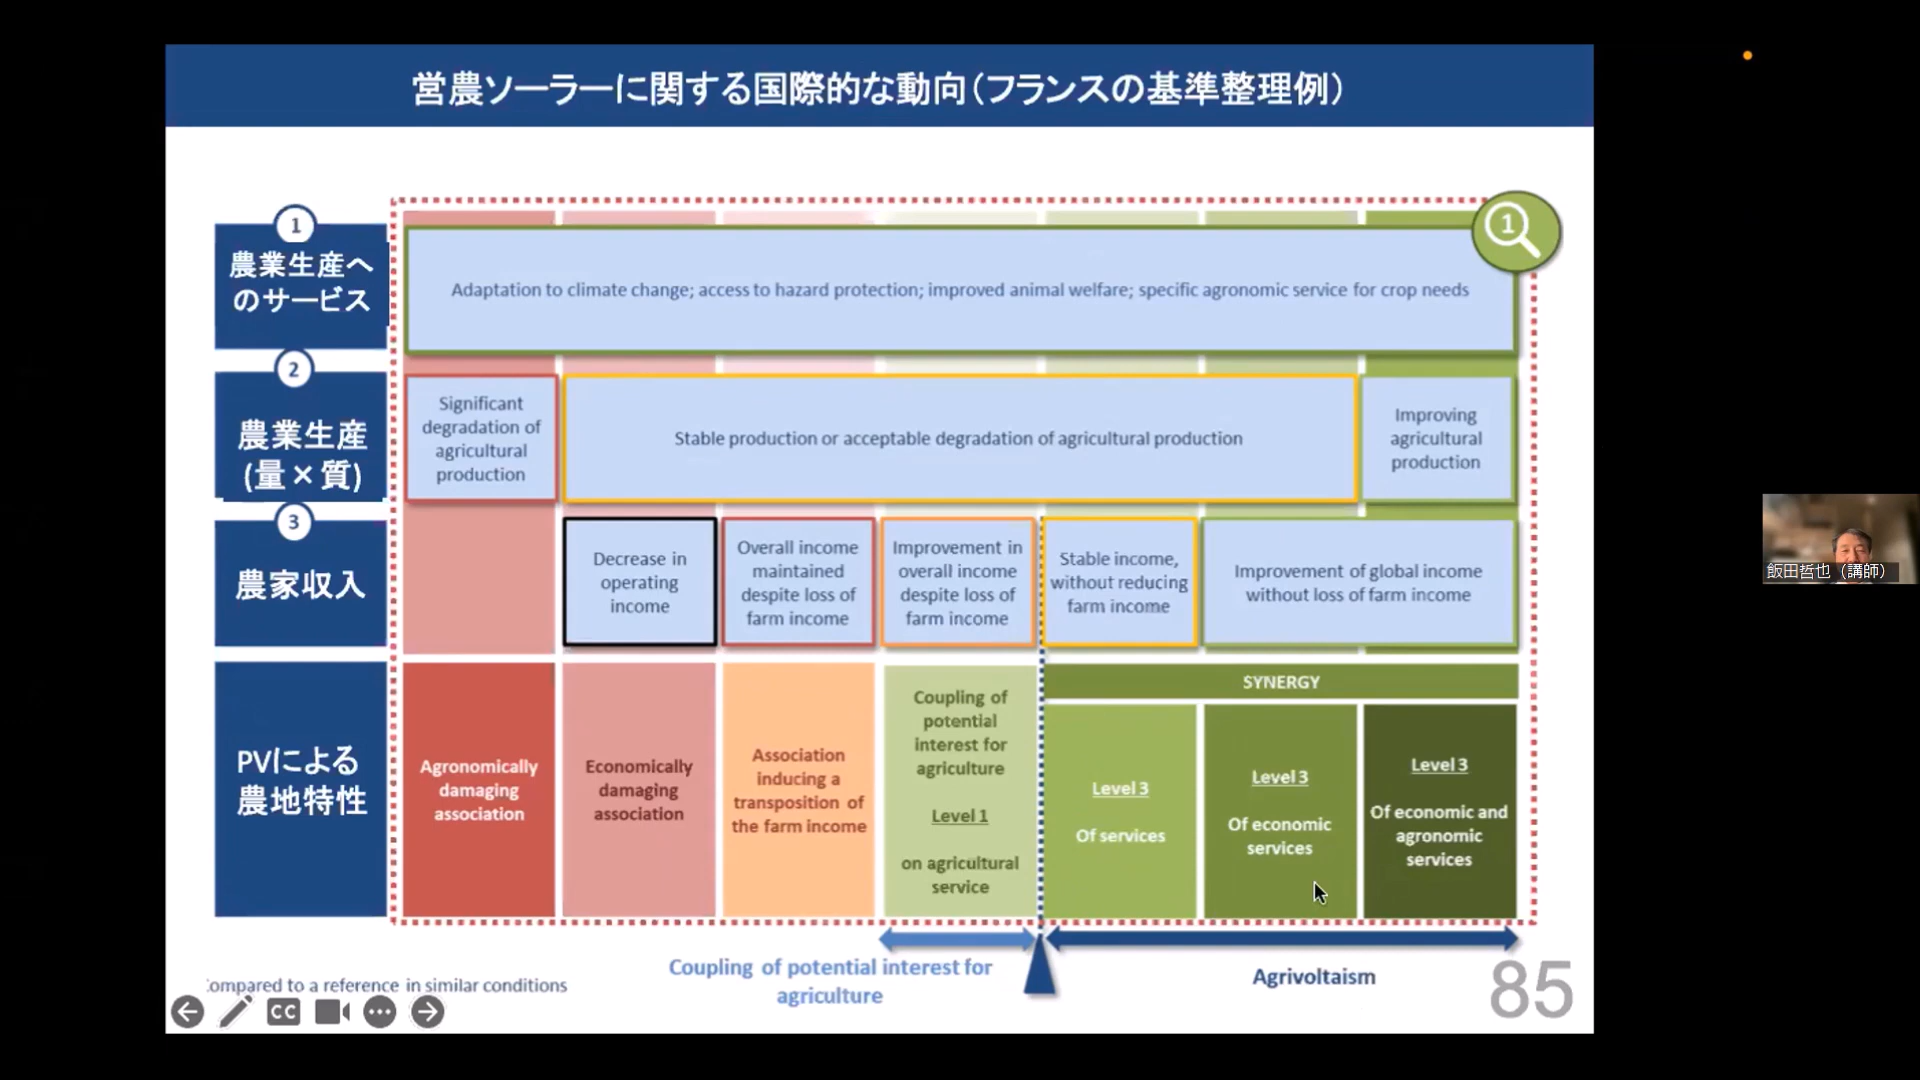 営農ソーラーに関する国際的な動向(フランスの基準整理例)
1
農業生産へ
のサービス
Adaptation to climate change; access to hazard protection; improved animal welfare; specific agronomic service for crop needs
1
2
農業生産
(量×質)
Significant
degradation of
agricultural
production
Stable production or acceptable degradation of agricultural production
Improving
agricultural
production
3
農家収入
Decrease in
operating
income
Overall income
maintained
despite loss of
farm income
Improvement in
overall income
despite loss of
farm income
Stable income,
without reducing
farm income
Improvement of global income
without loss of farm income
PVによる
農地特性
Agronomically
damaging
association
Economically
damaging
association
Association
inducing a
transposition of
the farm income
Coupling of
potential
interest for
agriculture
Level 1
on agricultural
service
SYNERGY
Level 3
Of services
Level 3
Of economic
services
Level 3
Of economic and
agronomic
services
Coupling of potential interest for
agriculture
Agrivoltaism
ompared to a reference in similar conditions
CC
85
飯田哲也（講師）